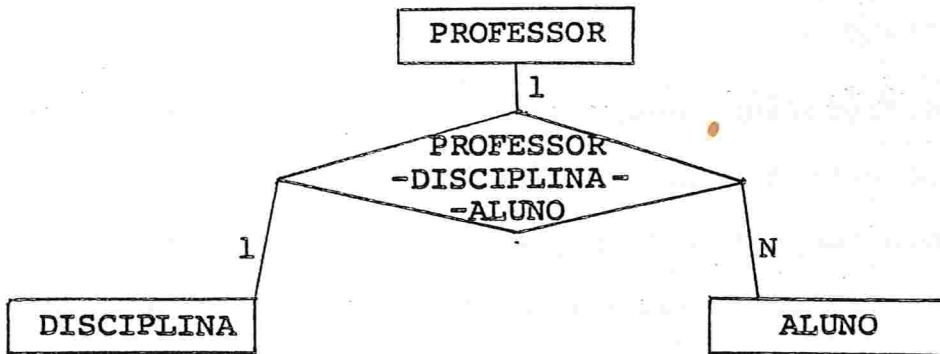 PROFESSOR
1
PROFESSOR
-DISCIPLINA-
-ALUNO
1
N
DISCIPLINA
ALUNO